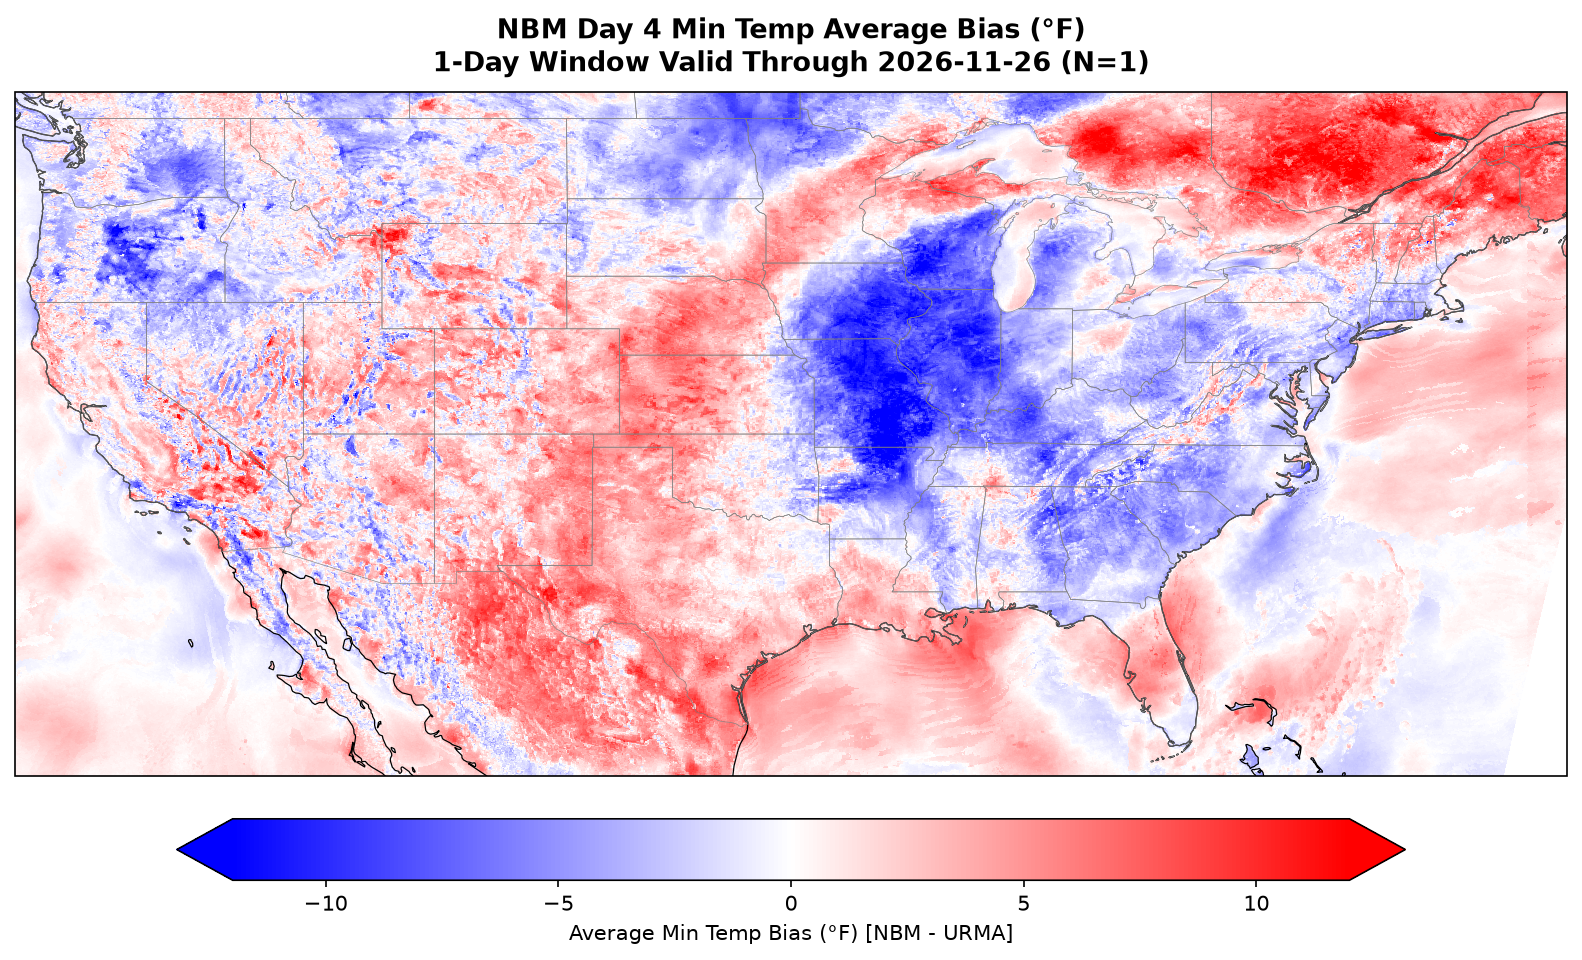 NBM Day 4 Min Temp Average Bias (°F)
1-Day Window Valid Through 2026-11-26 (N=1)
−10 −5 0 5 10
Average Min Temp Bias (°F) [NBM - URMA]